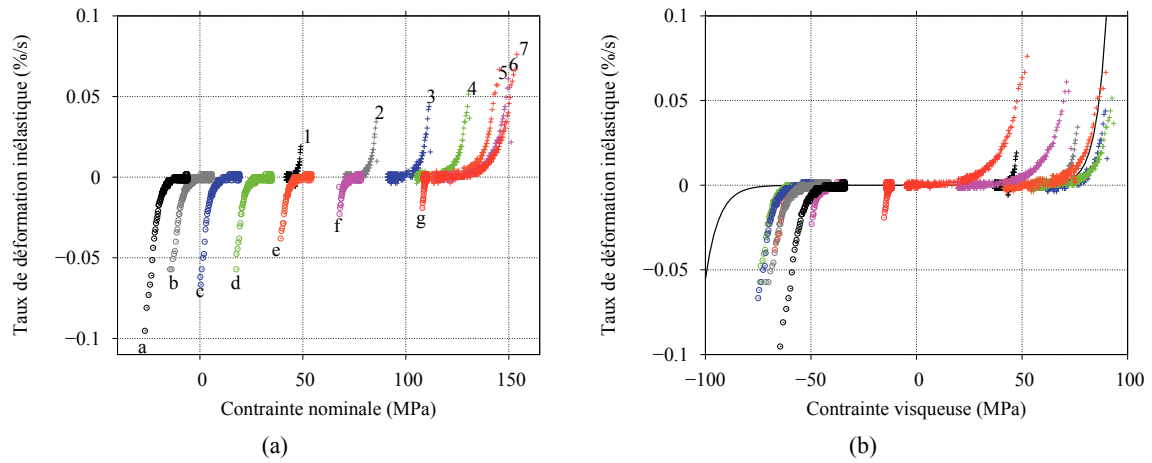 0.1
0.05
0
−0.05
−0.1
Taux de déformation inélastique (%/s)
1
2
3
4
5
6
7
a
b
c
d
e
f
g
0
50
100
150
Contrainte nominale (MPa)
(a)
0.1
0.05
0
−0.05
−0.1
Taux de déformation inélastique (%/s)
−100
−50
0
50
100
Contrainte visqueuse (MPa)
(b)